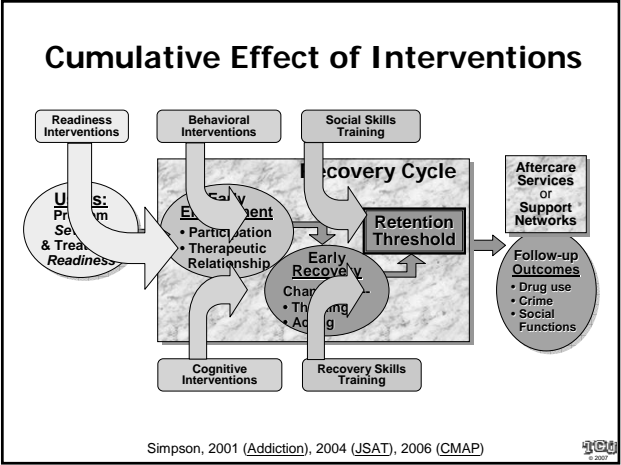 Cumulative Effect of Interventions
Readiness
Interventions
Behavioral
Interventions
Social Skills
Training
Recovery Cycle
Aftercare
Services
or
Support
Networks
& Treat
Readiness
Early
• Participation
• Therapeutic
Relationship
Retention
Threshold
Early
Recovery
Follow-up
Outcomes
• Drug use
• Crime
• Social
Functions
Cognitive
Interventions
Recovery Skills
Training
Simpson, 2001 (Addiction), 2004 (JSAT), 2006 (CMAP)
TCU
© 2007